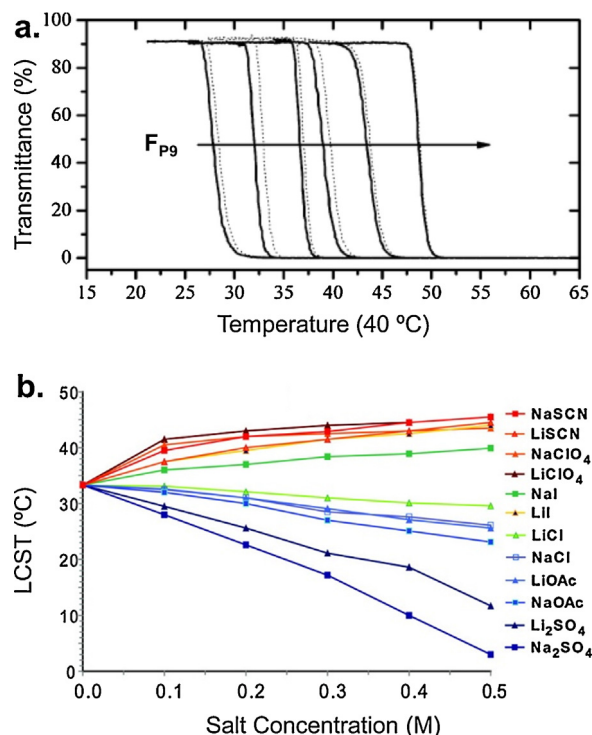 a.
100
80
60
40
20
0
Transmittance (%)
FP9
15 20 25 30 35 40 45 50 55 60 65
Temperature (40 ºC)
b.
50
40
30
20
10
0
LCST (ºC)
0.0 0.1 0.2 0.3 0.4 0.5
Salt Concentration (M)
NaSCN
LiSCN
NaClO4
LiClO4
NaI
LiI
LiCl
NaCl
LiOAc
NaOAc
Li2SO4
Na2SO4